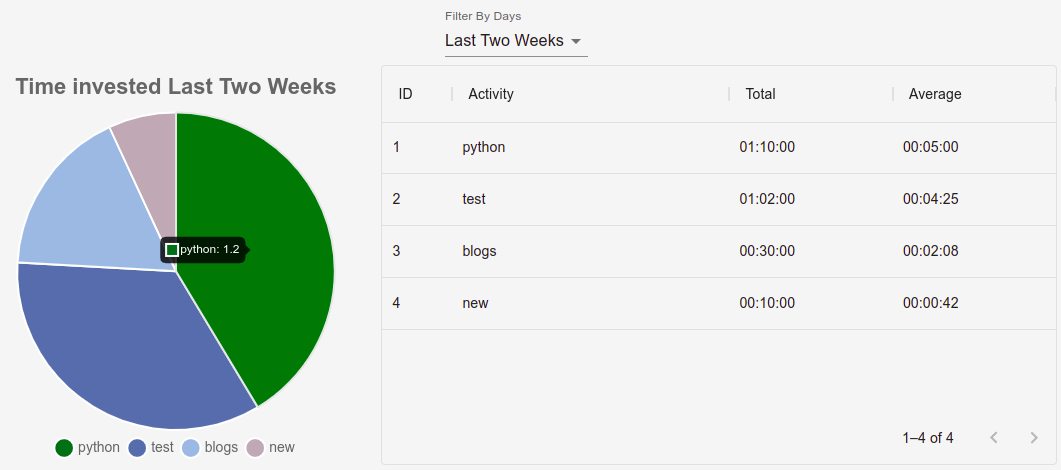 Filter By Days
Last Two Weeks
Time invested Last Two Weeks
ID Activity Total Average
1 python 01:10:00 00:05:00
2 test 01:02:00 00:04:25
3 blogs 00:30:00 00:02:08
4 new 00:10:00 00:00:42
python: 1.2
python test blogs new
1–4 of 4